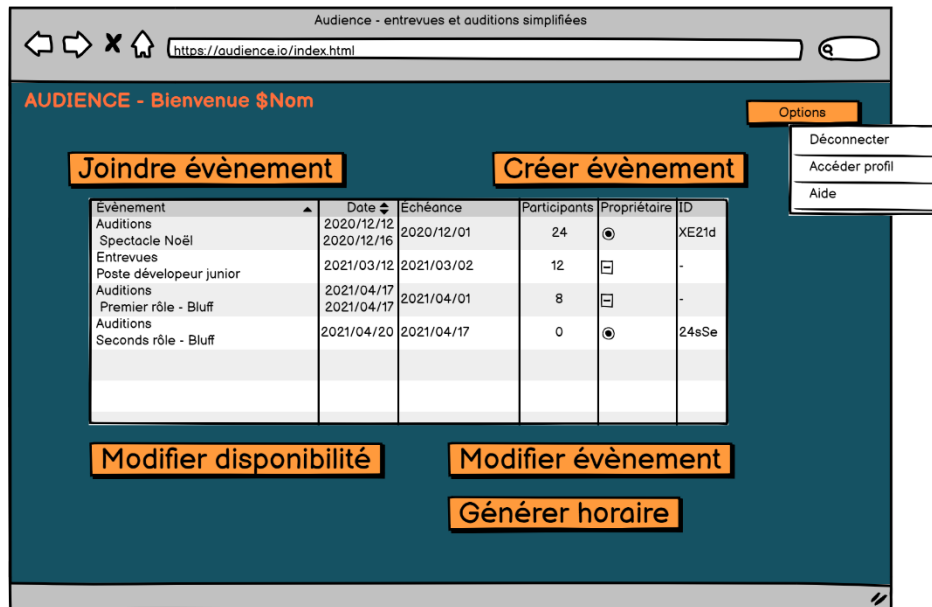 Audience - entrevues et auditions simplifiées
https://audience.io/index.html
AUDIENCE - Bienvenue $Nom
Options
Déconnecter
Accéder profil
Aide
Joindre évènement
Créer évènement
Évènement Date Échéance Participants Propriétaire ID
Auditions 2020/12/12
Spectacle Noël 2020/12/16 2020/12/01 24 XE21d
Entrevues
Poste dévelopeur junior 2021/03/12 2021/03/02 12 -
Auditions 2021/04/17
Premier rôle - Bluff 2021/04/17 2021/04/01 8 -
Auditions
Seconds rôle - Bluff 2021/04/20 2021/04/17 0 24sSe
Modifier disponibilité
Modifier évènement
Générer horaire